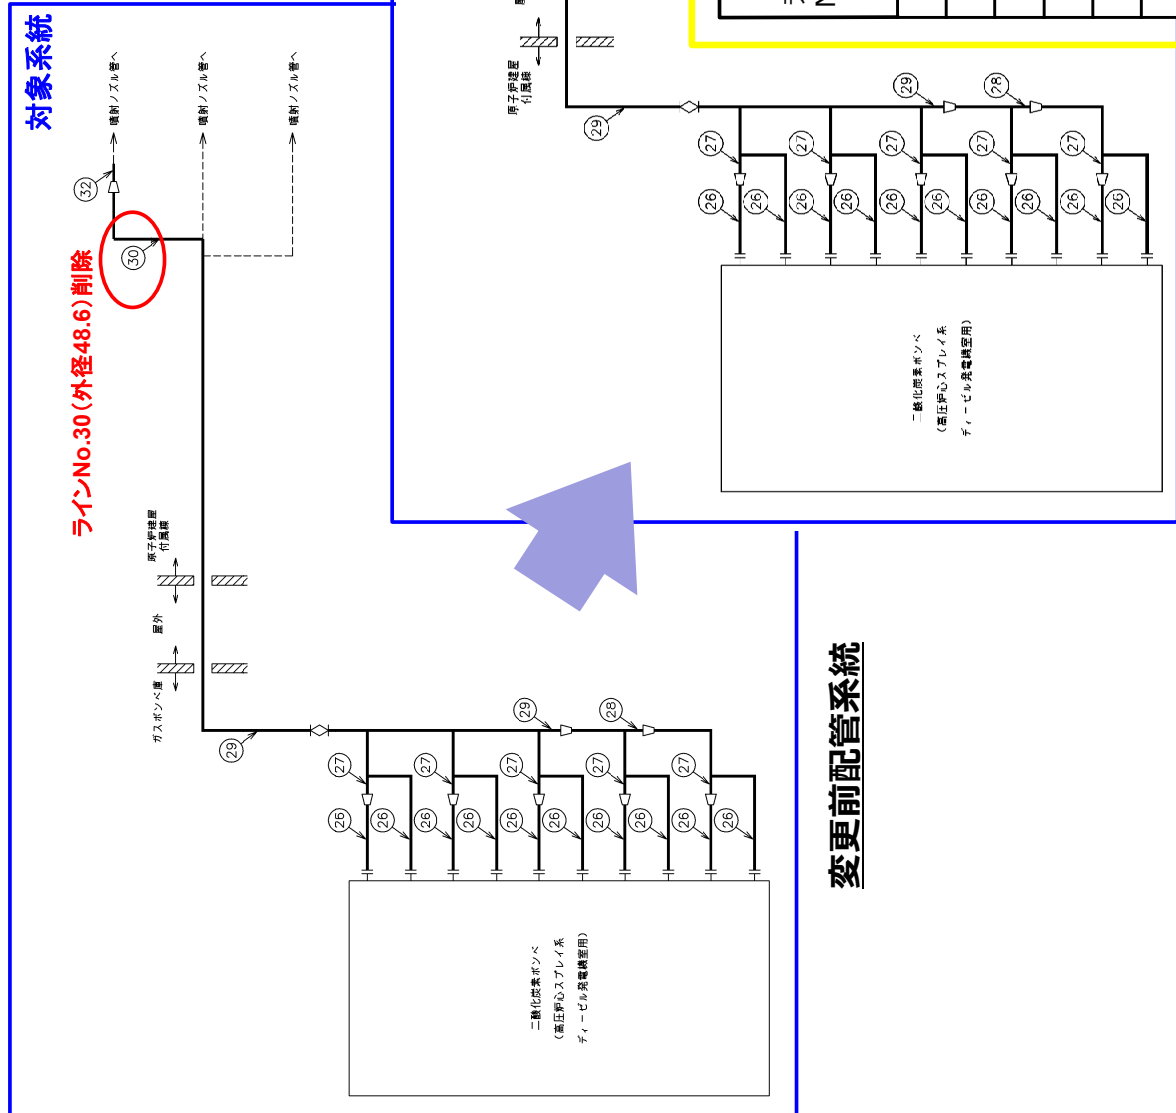 対象系統
噴射ノズル管へ
噴射ノズル管へ
噴射ノズル管へ
32
30
ラインNo.30(外径48.6)削除
原子炉建屋
付属棟
屋外
ガスボンベ庫
29
29
28
27
27
27
27
27
26
26
26
26
26
26
26
26
26
26
二酸化炭素ボンベ
(高圧炉心スプレイ系
ディーゼル発電機室用)
変更前配管系統
原子炉建屋
付属棟
29
29
28
27
27
27
27
27
26
26
26
26
26
26
26
26
26
26
二酸化炭素ボンベ
(高圧炉心スプレイ系
ディーゼル発電機室用)